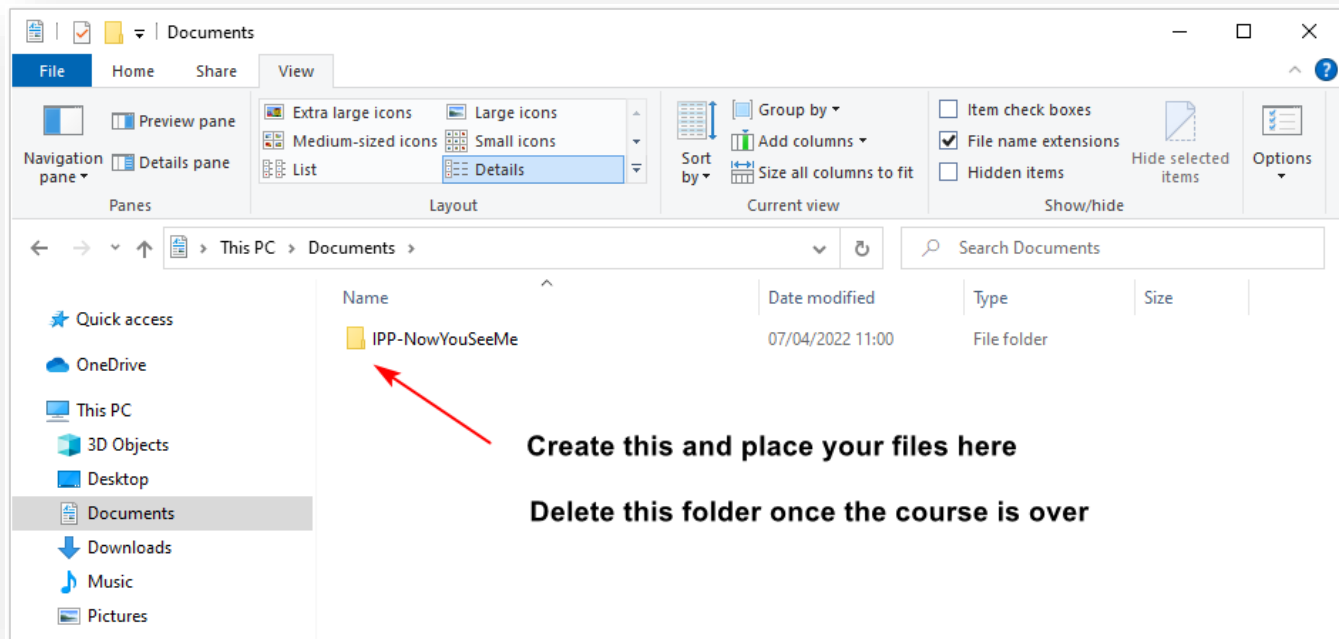 Documents
File Home Share View
Navigation pane
Preview pane
Details pane
Panes
Extra large icons Large icons
Medium-sized icons Small icons
List Details
Layout
Sort by
Group by
Add columns
Size all columns to fit
Current view
Item check boxes
File name extensions
Hidden items
Hide selected items
Show/hide
Options
This PC Documents
Search Documents
Quick access
OneDrive
This PC
3D Objects
Desktop
Documents
Downloads
Music
Pictures
Name Date modified Type Size
IPP-NowYouSeeMe 07/04/2022 11:00 File folder
Create this and place your files here
Delete this folder once the course is over